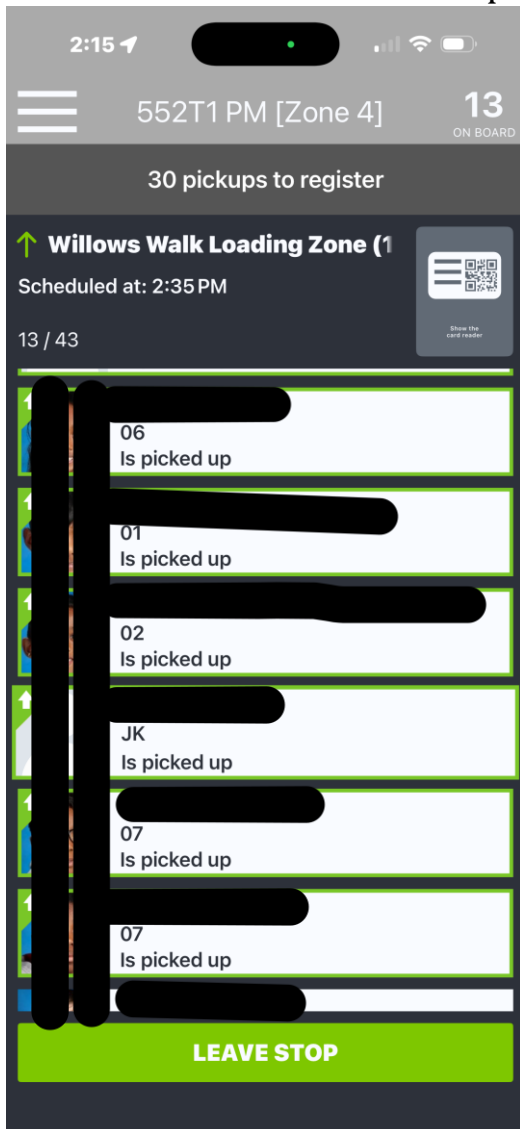 2:15
552T1 PM [Zone 4]
13
ON BOARD
30 pickups to register
Willows Walk Loading Zone (1
Scheduled at: 2:35 PM
13 / 43
Show the
card reader
06
Is picked up
01
Is picked up
02
Is picked up
JK
Is picked up
07
Is picked up
07
Is picked up
LEAVE STOP